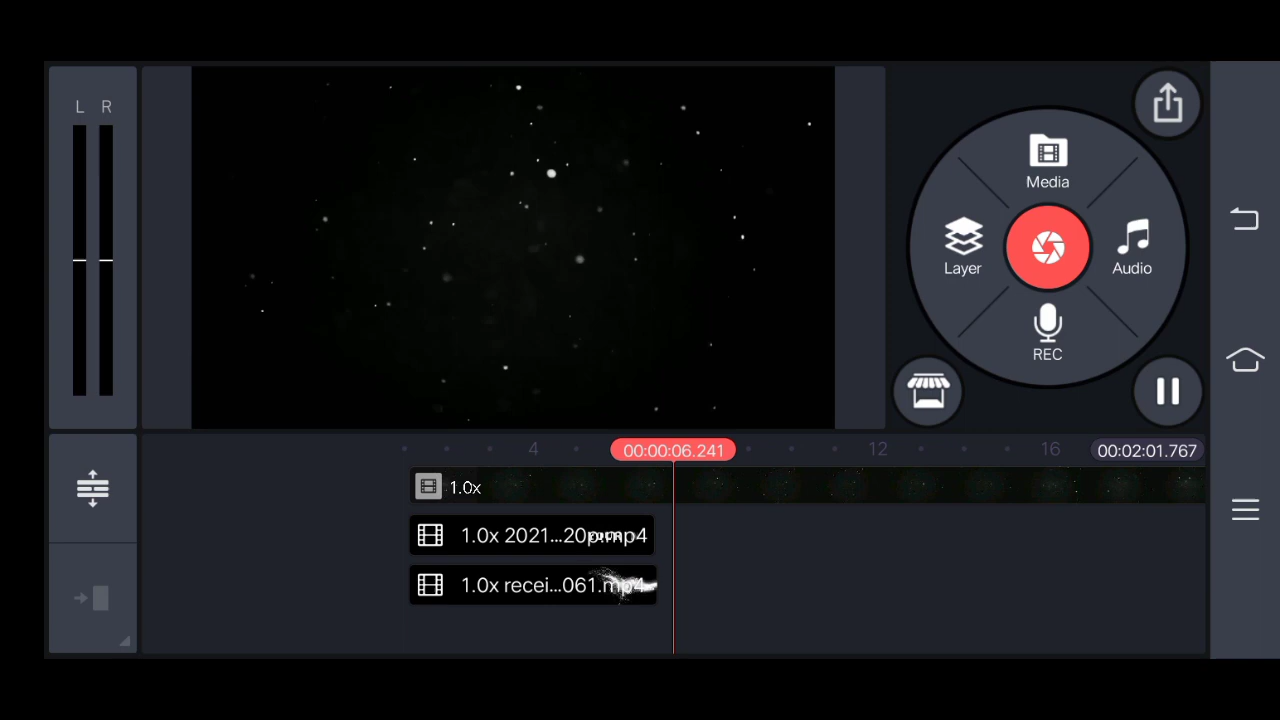 L R
Media
Layer
Audio
REC
4
00:00:06.241
12
16
00:02:01.767
1.0x
1.0x 2021...20p.mp4
1.0x recei...061.mp4